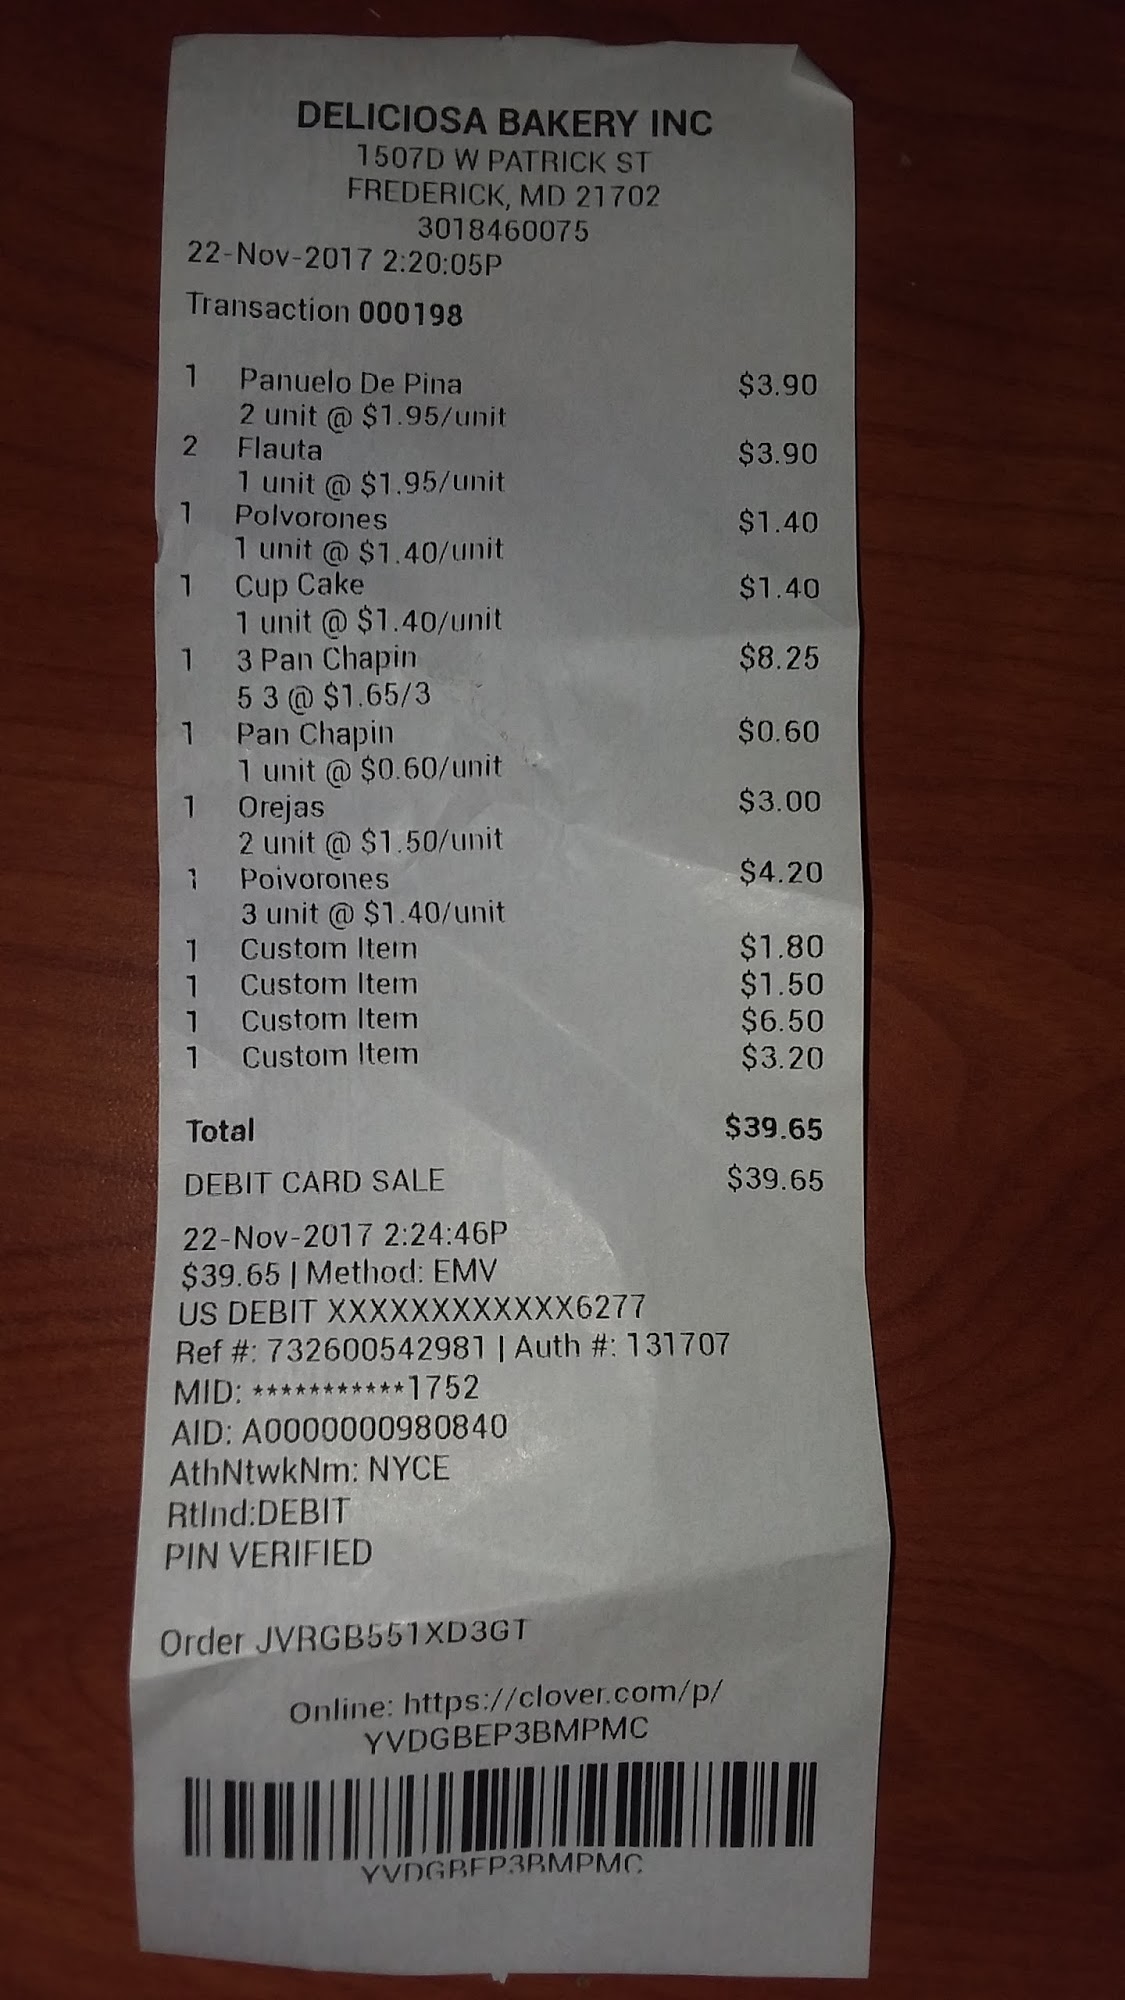 DELICIOSA BAKERY INC
1507D W PATRICK ST
FREDERICK, MD 21702
3018460075
22-Nov-2017 2:20:05P
Transaction 000198
1 Panuelo De Pina $3.90
2 unit @ $1.95/unit
2 Flauta $3.90
1 unit @ $1.95/unit
1 Polvorones $1.40
1 unit @ $1.40/unit
1 Cup Cake $1.40
1 unit @ $1.40/unit
1 3 Pan Chapin $8.25
5 3 @ $1.65/3
1 Pan Chapin $0.60
1 unit @ $0.60/unit
1 Orejas $3.00
2 unit @ $1.50/unit
1 Polvorones $4.20
3 unit @ $1.40/unit
1 Custom Item $1.80
1 Custom Item $1.50
1 Custom Item $6.50
1 Custom Item $3.20
Total $39.65
DEBIT CARD SALE $39.65
22-Nov-2017 2:24:46P
$39.65 | Method: EMV
US DEBIT XXXXXXXXXXXX6277
Ref #: 732600542981 | Auth #: 131707
MID: ***********1752
AID: A0000000980840
AthNtwkNm: NYCE
RtInd:DEBIT
PIN VERIFIED
Order JVRGB551XD3GT
Online: https://clover.com/p/
YVDGBEP3BMPMC
YVDGBEP3BMPMC